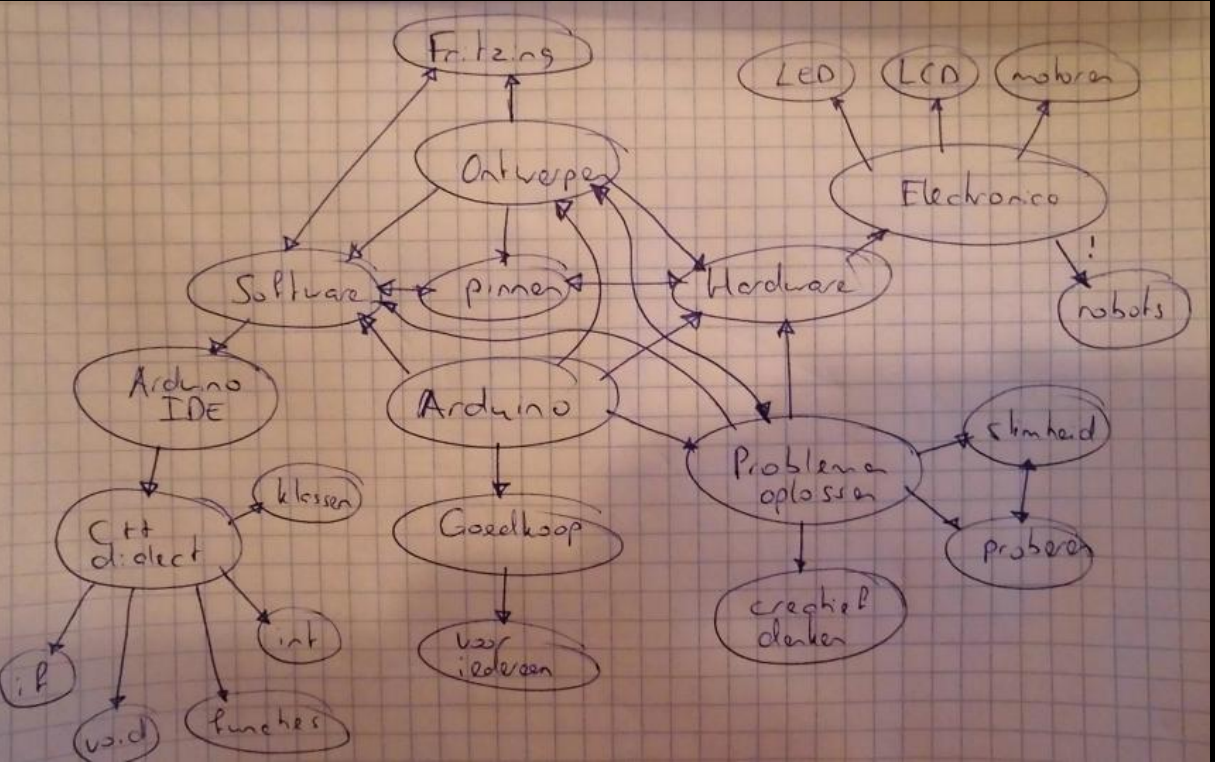 Fritzing
LED
LCD
motoren
Ontwerpen
Electronica
!
Software
pinnen
Hardware
robots
Arduino
IDE
Arduino
slimheid
Problemen
oplossen
klassen
C++
dialect
Goedkoop
proberen
creatief
denken
int
voor
iedereen
if
void
functies